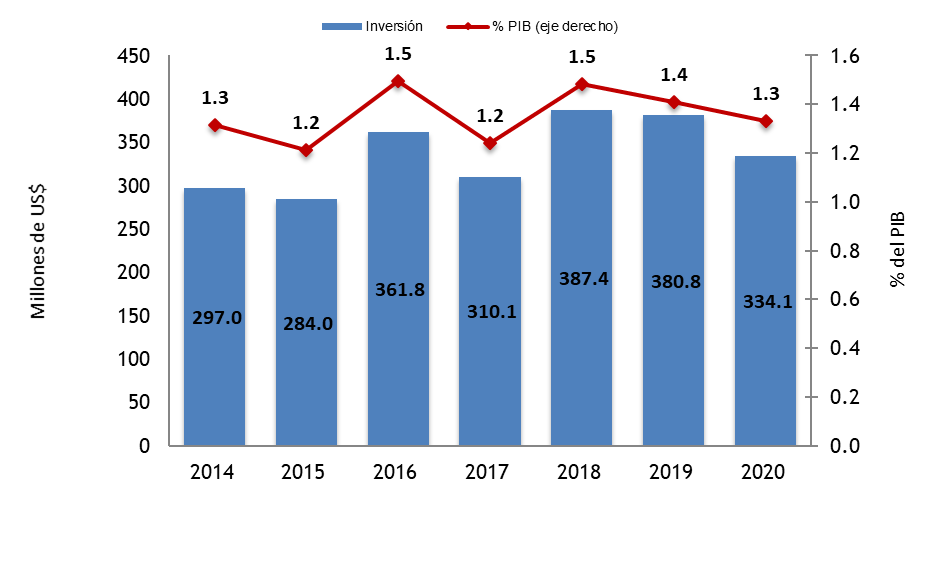 Inversión % PIB (eje derecho)
450 1.6
400 1.4
350 1.2
300 1.0
250 0.8
200 0.6
150 0.4
100 0.2
50 0.0
0
Millones de US$
% del PIB
1.3 1.2 1.5 1.2 1.5 1.4 1.3
297.0 284.0 361.8 310.1 387.4 380.8 334.1
2014 2015 2016 2017 2018 2019 2020